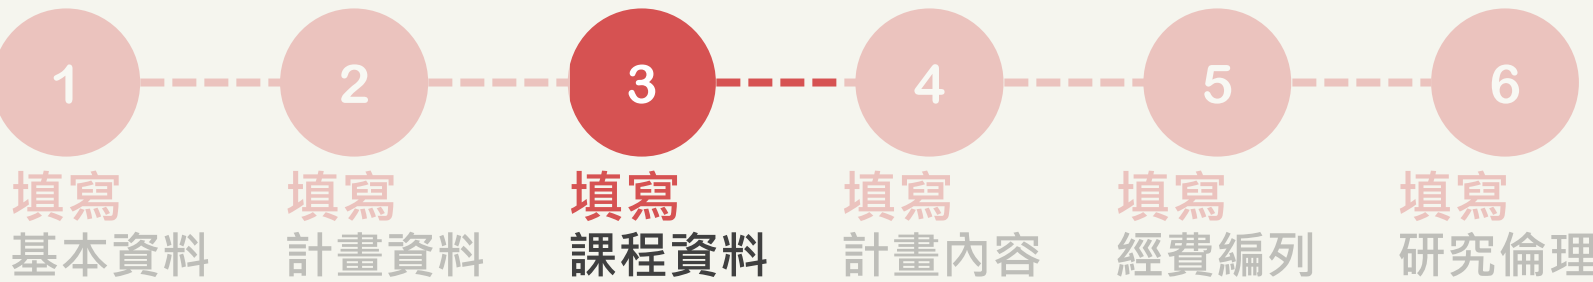 1 2 3 4 5 6
填寫 填寫 填寫 填寫 填寫 填寫
基本資料 計畫資料 課程資料 計畫內容 經費編列 研究倫理